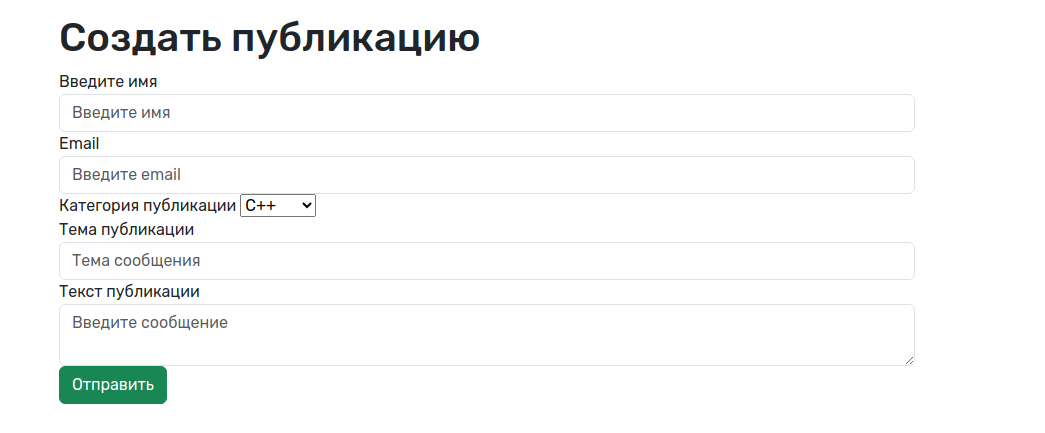 Создать публикацию
Введите имя
Введите имя
Email
Введите email
Категория публикации C++
Тема публикации
Тема сообщения
Текст публикации
Введите сообщение
Отправить